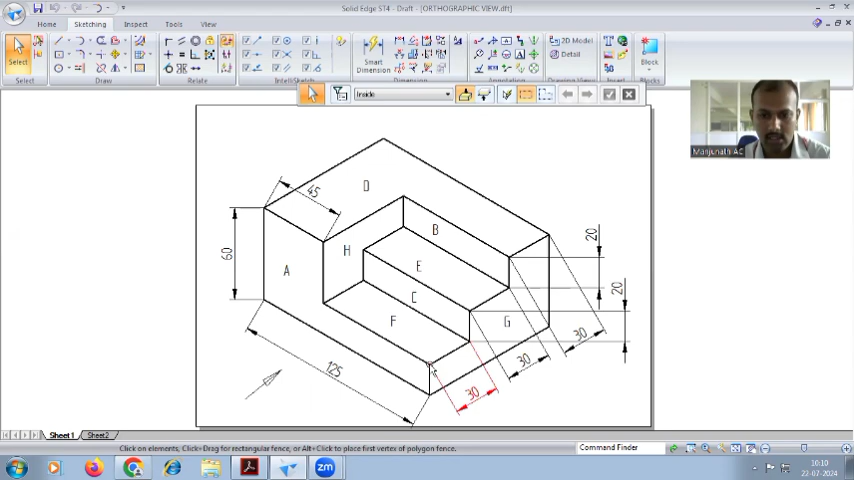 Solid Edge ST4 - Draft - [ORTHOGRAPHIC VIEW.dft]
Home
Sketching
Inspect
Tools
View
Select
Smart
Dimension
2D Model
Detail
Block
Select
Draw
Relate
IntelliSketch
Dimension
Annotation
Drawing Views
Blocks
Inside
Manjunath AC
45
D
60
A
H
B
E
C
F
G
20
20
125
30
30
30
Sheet1
Sheet2
Click on elements, Click+Drag for rectangular fence, or Alt+Click to place first vertex of polygon fence.
Command Finder
10:10
22-07-2024